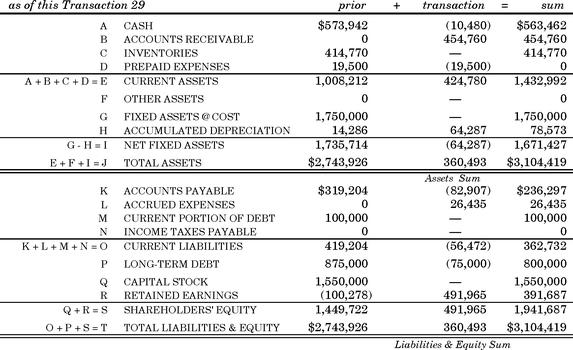 as of this Transaction 29 prior + transaction = sum
A CASH $573,942 (10,480) $563,462
B ACCOUNTS RECEIVABLE 0 454,760 454,760
C INVENTORIES 414,770 — 414,770
D PREPAID EXPENSES 19,500 (19,500) 0
A + B + C + D = E CURRENT ASSETS 1,008,212 424,780 1,432,992
F OTHER ASSETS 0 — 0
G FIXED ASSETS @ COST 1,750,000 — 1,750,000
H ACCUMULATED DEPRECIATION 14,286 64,287 78,573
G - H = I NET FIXED ASSETS 1,735,714 (64,287) 1,671,427
E + F + I = J TOTAL ASSETS $2,743,926 360,493 $3,104,419
Assets Sum
K ACCOUNTS PAYABLE $319,204 (82,907) $236,297
L ACCRUED EXPENSES 0 26,435 26,435
M CURRENT PORTION OF DEBT 100,000 — 100,000
N INCOME TAXES PAYABLE 0 — 0
K + L + M + N = O CURRENT LIABILITIES 419,204 (56,472) 362,732
P LONG-TERM DEBT 875,000 (75,000) 800,000
Q CAPITAL STOCK 1,550,000 — 1,550,000
R RETAINED EARNINGS (100,278) 491,965 391,687
Q + R = S SHAREHOLDERS' EQUITY 1,449,722 491,965 1,941,687
O + P + S = T TOTAL LIABILITIES & EQUITY $2,743,926 360,493 $3,104,419
Liabilities & Equity Sum